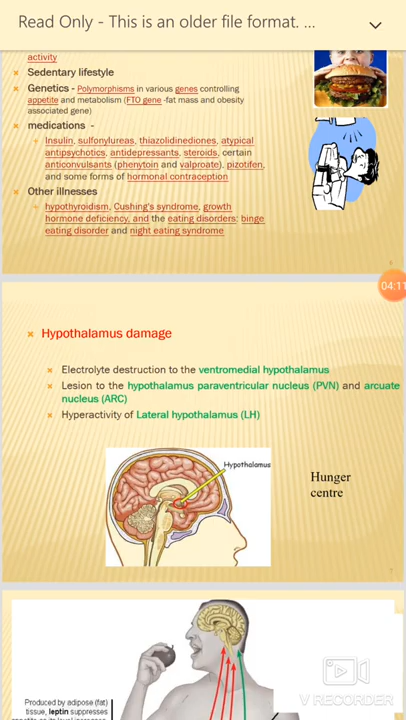 Read Only - This is an older file format. ...
activity
Sedentary lifestyle
Genetics - Polymorphisms in various genes controlling
appetite and metabolism (FTO gene -fat mass and obesity
associated gene)
medications -
Insulin, sulfonylureas, thiazolidinediones, atypical
antipsychotics, antidepressants, steroids, certain
anticonvulsants (phenytoin and valproate), pizotifen,
and some forms of hormonal contraception
Other illnesses
hypothyroidism, Cushing's syndrome, growth
hormone deficiency, and the eating disorders: binge
eating disorder and night eating syndrome
04:11
Hypothalamus damage
Electrolyte destruction to the ventromedial hypothalamus
Lesion to the hypothalamus paraventricular nucleus (PVN) and arcuate
nucleus (ARC)
Hyperactivity of Lateral hypothalamus (LH)
Hypothalamus
Hunger
centre
Produced by adipose (fat)
tissue, leptin suppresses
V RECORDER